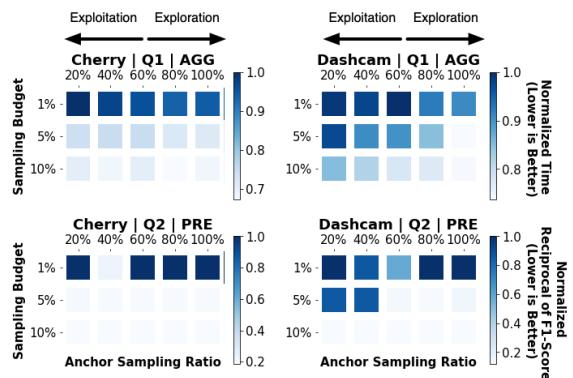 Exploitation Exploration Exploitation Exploration
Cherry | Q1 | AGG
20% 40% 60% 80% 100%
Sampling Budget
1%
5%
10%
1.0
0.9
0.8
0.7
Dashcam | Q1 | AGG
20% 40% 60% 80% 100%
1%
5%
10%
1.0
0.9
0.8
Normalized Time
(Lower is Better)
Cherry | Q2 | PRE
20% 40% 60% 80% 100%
Sampling Budget
1%
5%
10%
1.0
0.8
0.6
0.4
0.2
Anchor Sampling Ratio
Dashcam | Q2 | PRE
20% 40% 60% 80% 100%
1%
5%
10%
1.0
0.8
0.6
0.4
0.2
Normalized
Reciprocal of F1-Score
(Lower is Better)
Anchor Sampling Ratio